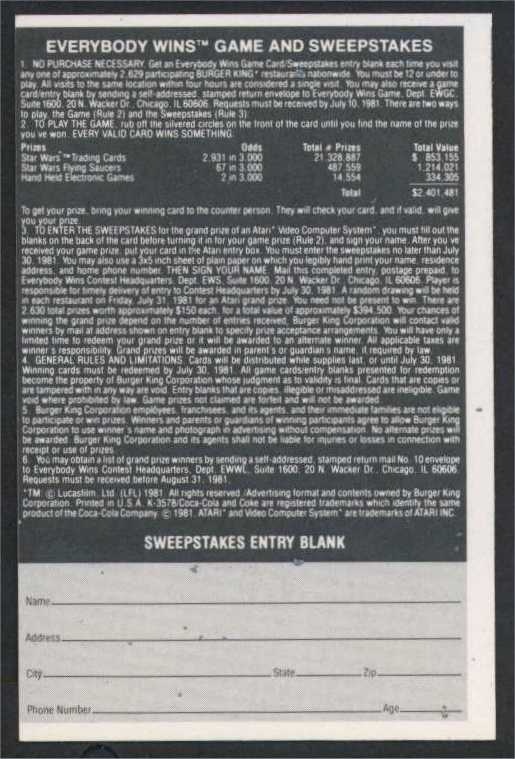 EVERYBODY WINS™ GAME AND SWEEPSTAKES
1. NO PURCHASE NECESSARY. Get an Everybody Wins Game Card/Sweepstakes entry blank each time you visit
any one of approximately 2,629 participating BURGER KING® restaurants nationwide. You must be 12 or under to
play. All visits to the same location within four hours are considered a single visit. You may also receive a game
card/entry blank by sending a self-addressed, stamped return envelope to Everybody Wins Game, Dept. EWGC,
Suite 1600, 20 N. Wacker Dr., Chicago, IL 60606. Requests must be received by July 10, 1981. There are two ways
to play, the Game (Rule 2) and the Sweepstakes (Rule 3):
2. TO PLAY THE GAME, rub off the silvered circles on the front of the card until you find the name of the prize
you've won. EVERY VALID CARD WINS SOMETHING.
Prizes Odds Total # Prizes Total Value
Star Wars™ Trading Cards 2,931 in 3,000 21,328,887 $ 853,155
Star Wars Flying Saucers 67 in 3,000 487,559 1,214,021
Hand Held Electronic Games 2 in 3,000 14,554 334,305
Total $2,401,481
To get your prize, bring your winning card to the counter person. They will check your card, and if valid, will give
you your prize.
3. TO ENTER THE SWEEPSTAKES for the grand prize of an Atari® Video Computer System™, you must fill out the
blanks on the back of the card before turning it in for your game prize (Rule 2), and sign your name. After you've
received your game prize, put your card in the Atari entry box. You must enter the sweepstakes no later than July
30, 1981. You may also use a 3x5 inch sheet of plain paper on which you legibly hand print your name, residence
address, and home phone number. THEN SIGN YOUR NAME. Mail this completed entry, postage prepaid, to
Everybody Wins Contest Headquarters, Dept. EWS, Suite 1600, 20 N. Wacker Dr., Chicago, IL 60606. Player is
responsible for timely delivery of entry to Contest Headquarters by July 30, 1981. A random drawing will be held
in each restaurant on Friday, July 31, 1981 for an Atari grand prize. You need not be present to win. There are
2,630 total prizes worth approximately $150 each, for a total value of approximately $394,500. Your chances of
winning the grand prize depend on the number of entries received. Burger King Corporation will contact valid
winners by mail at address shown on entry blank to specify prize acceptance arrangements. You will have only a
limited time to redeem your grand prize or it will be awarded to an alternate winner. All applicable taxes are
winner's responsibility. Grand prizes will be awarded in parent's or guardian's name, if required by law.
4. GENERAL RULES AND LIMITATIONS. Cards will be distributed while supplies last, or until July 30, 1981.
Winning cards must be redeemed by July 30, 1981. All game cards/entry blanks presented for redemption
become the property of Burger King Corporation whose judgment as to validity is final. Cards that are copies or
are tampered with in any way are void. Entry blanks that are copies, illegible or misaddressed are ineligible. Game
void where prohibited by law. Game prizes not claimed are forfeit and will not be awarded.
5. Burger King Corporation employees, franchisees, and its agents, and their immediate families are not eligible
to participate or win prizes. Winners and parents or guardians of winning participants agree to allow Burger King
Corporation to use winner's name and photograph in advertising without compensation. No alternate prizes will
be awarded. Burger King Corporation and its agents shall not be liable for injuries or losses in connection with
receipt or use of prizes.
6. You may obtain a list of grand prize winners by sending a self-addressed, stamped return mail No. 10 envelope
to Everybody Wins Contest Headquarters, Dept. EWWL, Suite 1600, 20 N. Wacker Dr., Chicago, IL 60606.
Requests must be received before August 31, 1981.
*TM: © Lucasfilm, Ltd. (LFL) 1981. All rights reserved./Advertising format and contents owned by Burger King
Corporation. Printed in U.S.A. K-3578/Coca-Cola and Coke are registered trademarks which identify the same
product of the Coca-Cola Company. © 1981, ATARI® and Video Computer System™ are trademarks of ATARI INC.
SWEEPSTAKES ENTRY BLANK
Name
Address
City State Zip
Phone Number Age